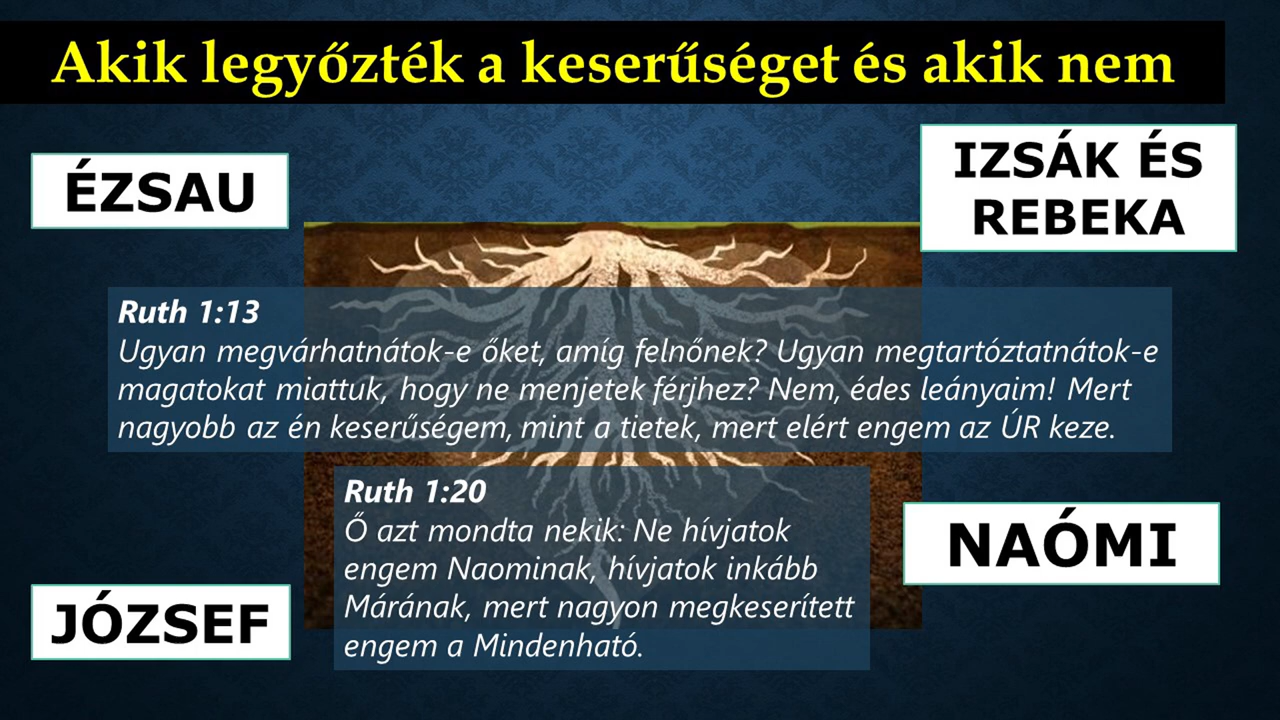 Akik legyőzték a keserűséget és akik nem
ÉZSAU
IZSÁK ÉS
REBEKA
Ruth 1:13
Ugyan megvárhatnátok-e őket, amíg felnőnek? Ugyan megtartóztatnátok-e
magatokat miattuk, hogy ne menjetek férjhez? Nem, édes leányaim! Mert
nagyobb az én keserűségem, mint a tietek, mert elért engem az ÚR keze.
Ruth 1:20
Ő azt mondta nekik: Ne hívjatok
engem Naominak, hívjatok inkább
Márának, mert nagyon megkeserített
engem a Mindenható.
NAÓMI
JÓZSEF